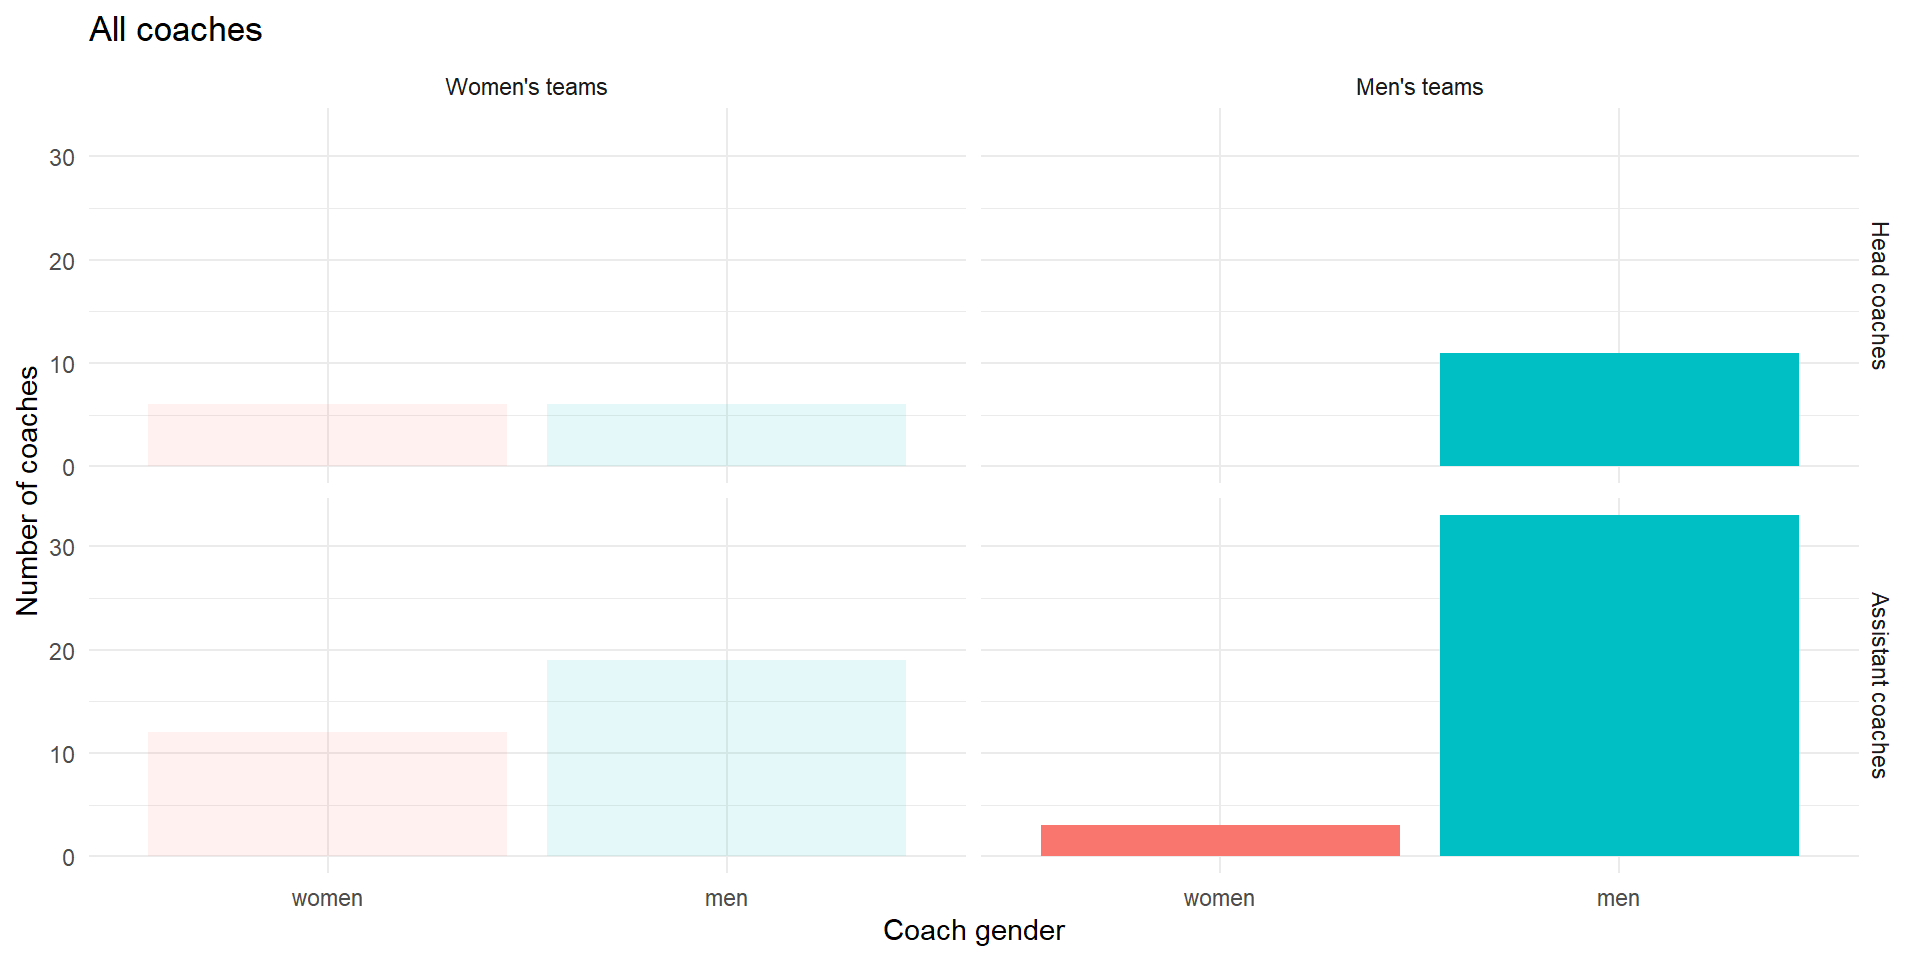 All coaches
Women's teams
Men's teams
30
20
10
0
Head coaches
Number of coaches
30
20
10
0
Assistant coaches
women
men
women
men
Coach gender